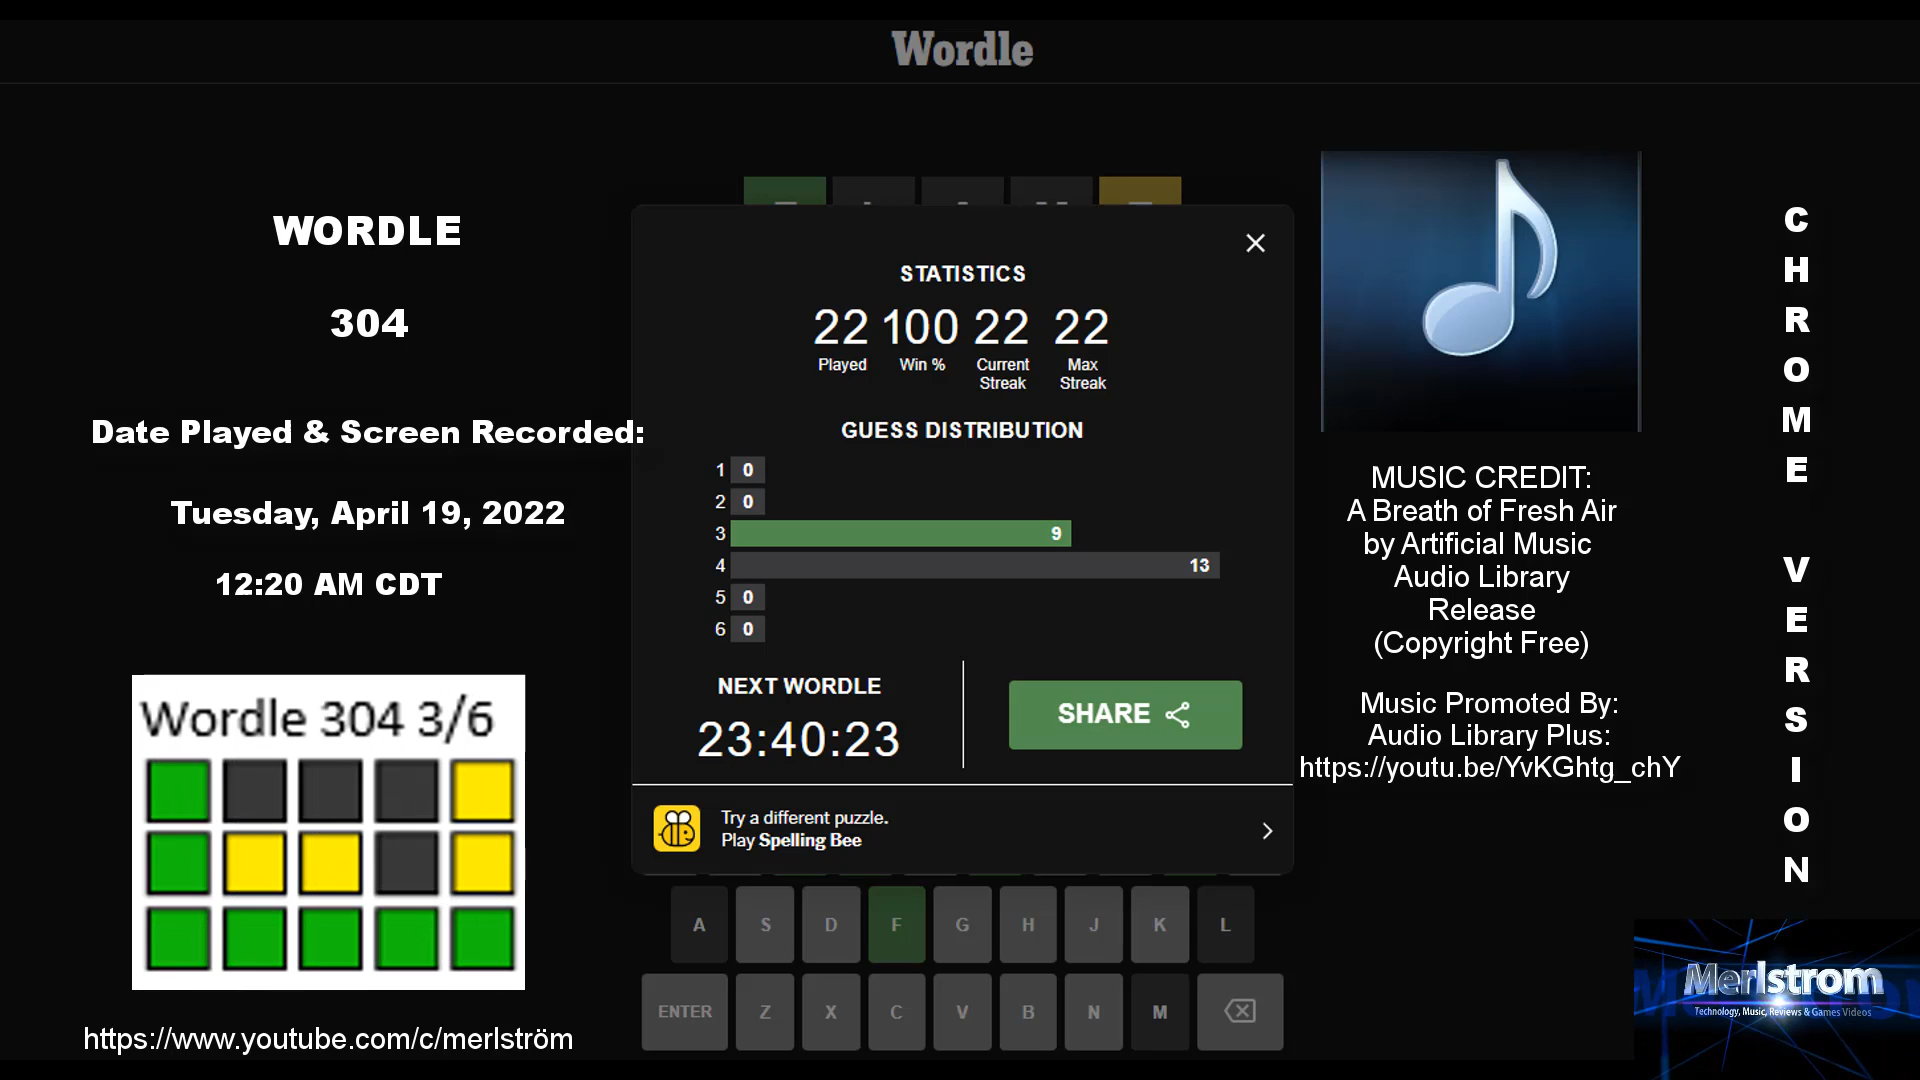 Wordle
WORDLE
304
Date Played & Screen Recorded:
Tuesday, April 19, 2022
12:20 AM CDT
Wordle 304 3/6
https://www.youtube.com/c/merlström
STATISTICS
22 100 22 22
Played Win % Current Streak Max Streak
GUESS DISTRIBUTION
1 0
2 0
3 9
4 13
5 0
6 0
NEXT WORDLE
23:40:23
SHARE
Try a different puzzle.
Play Spelling Bee
A S D F G H J K L
ENTER Z X C V B N M
MUSIC CREDIT:
A Breath of Fresh Air
by Artificial Music
Audio Library
Release
(Copyright Free)
Music Promoted By:
Audio Library Plus:
https://youtu.be/YvKGhtg_chY
CHROME VERSION
Merlstrom
Technology, Music, Reviews & Games Videos